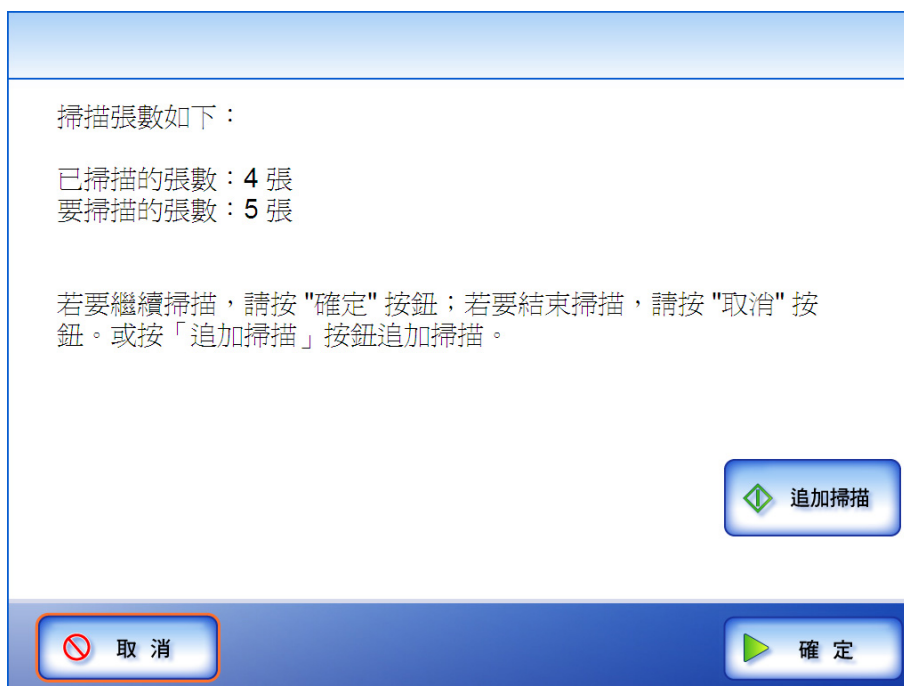 掃描張數如下：
已掃描的張數：4 張
要掃描的張數：5 張
若要繼續掃描，請按 "確定" 按鈕；若要結束掃描，請按 "取消" 按
鈕。或按「追加掃描」按鈕追加掃描。
追加掃描
取 消
確 定